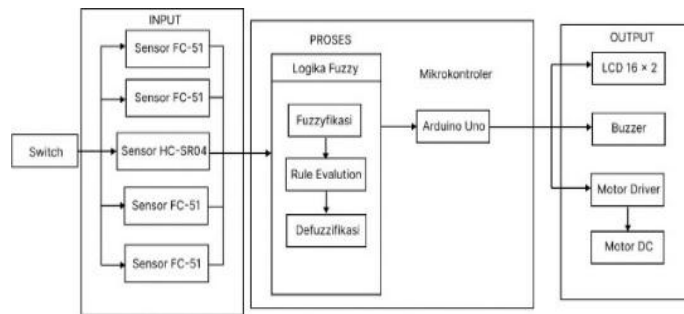 INPUT
Sensor FC-51
Sensor FC-51
Switch
Sensor HC-SR04
Sensor FC-51
Sensor FC-51
PROSES
Logika Fuzzy
Mikrokontroler
Fuzzyfikasi
Rule Evalution
Defuzzifikasi
Arduino Uno
OUTPUT
LCD 16 × 2
Buzzer
Motor Driver
Motor DC